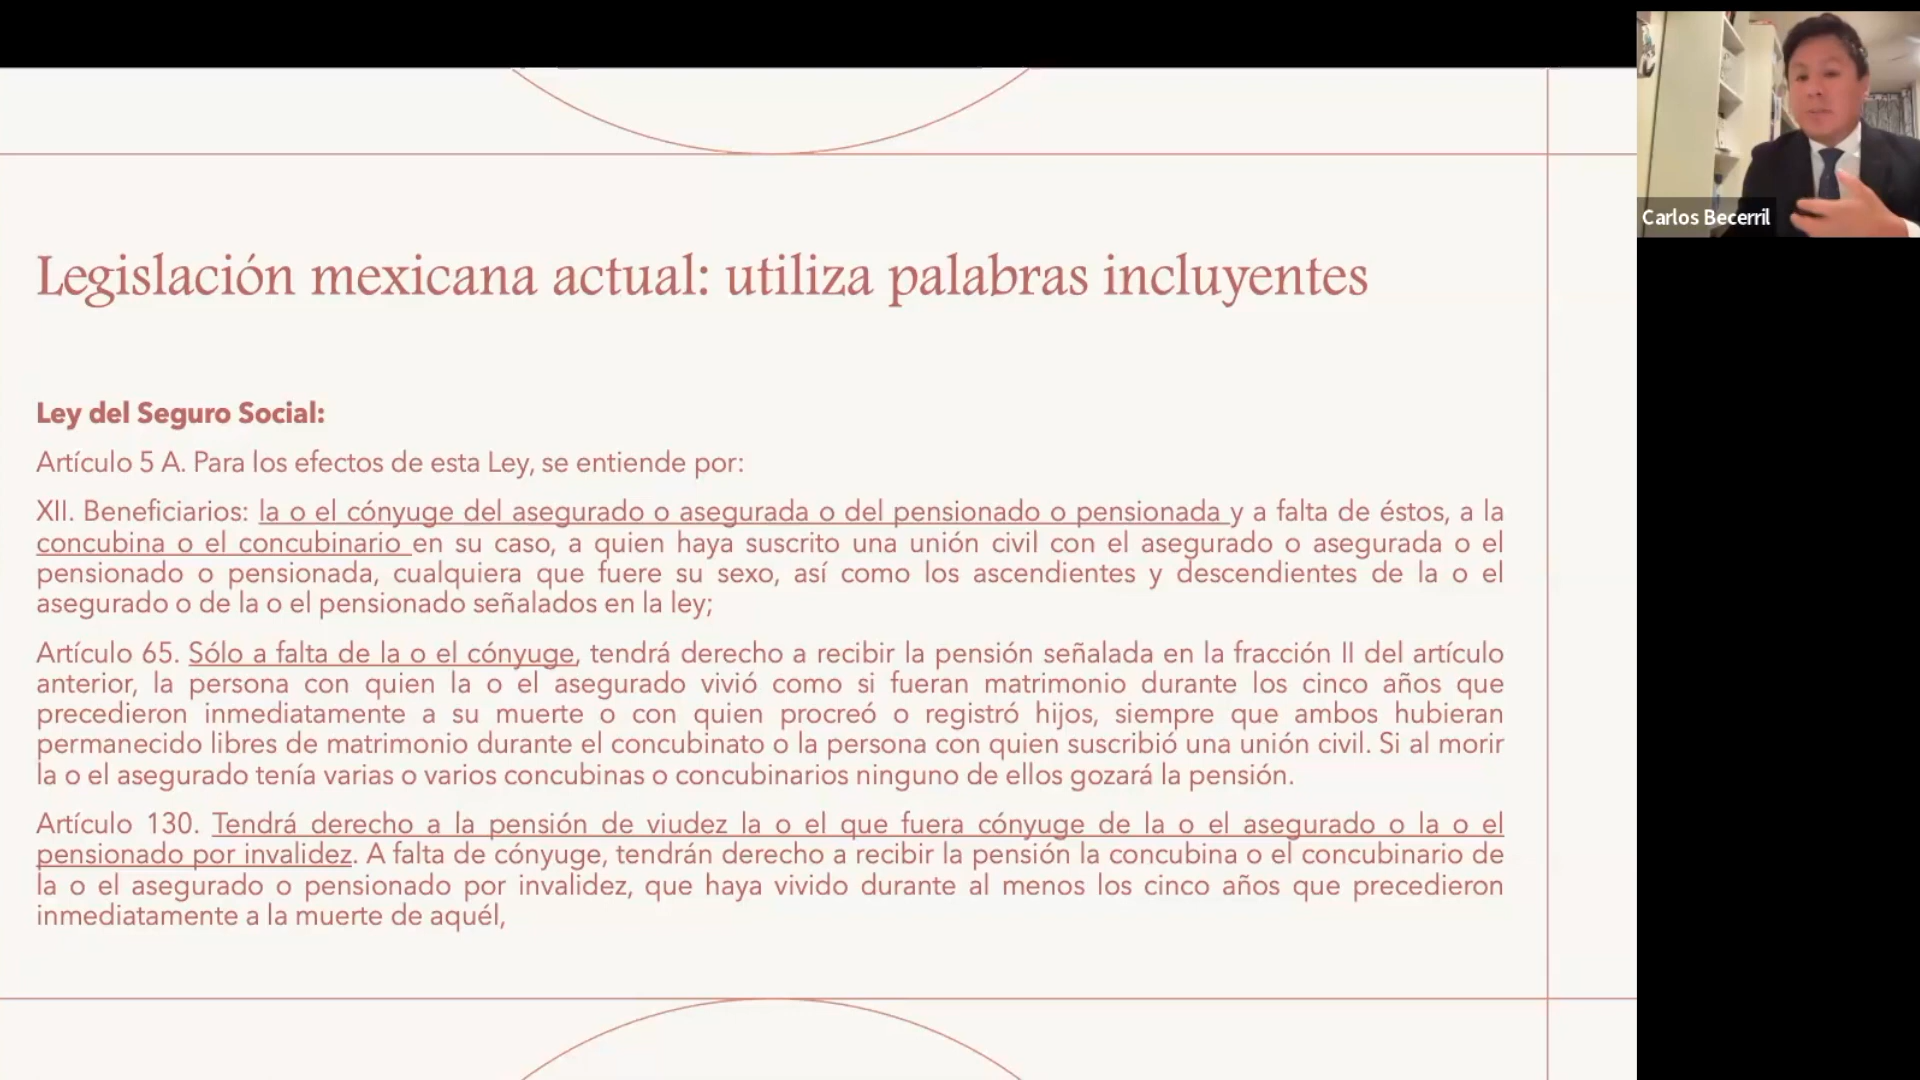 Legislación mexicana actual: utiliza palabras incluyentes
Ley del Seguro Social:
Artículo 5 A. Para los efectos de esta Ley, se entiende por:
XII. Beneficiarios: la o el cónyuge del asegurado o asegurada o del pensionado o pensionada y a falta de éstos, a la
concubina o el concubinario en su caso, a quien haya suscrito una unión civil con el asegurado o asegurada o el
pensionado o pensionada, cualquiera que fuere su sexo, así como los ascendientes y descendientes de la o el
asegurado o de la o el pensionado señalados en la ley;
Artículo 65. Sólo a falta de la o el cónyuge, tendrá derecho a recibir la pensión señalada en la fracción II del artículo
anterior, la persona con quien la o el asegurado vivió como si fueran matrimonio durante los cinco años que
precedieron inmediatamente a su muerte o con quien procreó o registró hijos, siempre que ambos hubieran
permanecido libres de matrimonio durante el concubinato o la persona con quien suscribió una unión civil. Si al morir
la o el asegurado tenía varias o varios concubinas o concubinarios ninguno de ellos gozará la pensión.
Artículo 130. Tendrá derecho a la pensión de viudez la o el que fuera cónyuge de la o el asegurado o la o el
pensionado por invalidez. A falta de cónyuge, tendrán derecho a recibir la pensión la concubina o el concubinario de
la o el asegurado o pensionado por invalidez, que haya vivido durante al menos los cinco años que precedieron
inmediatamente a la muerte de aquél,
Carlos Becerril